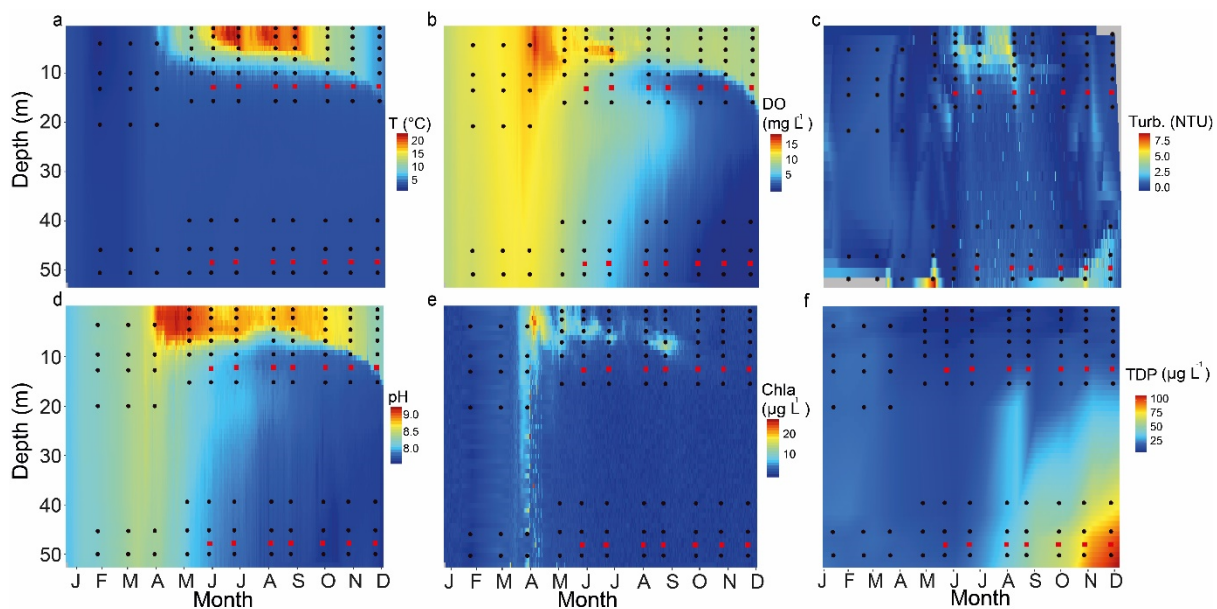 a
b
c
10
20
30
40
50
Depth (m)
T (°C)
20
15
10
5
DO
(mg L⁻¹)
15
10
5
Turb. (NTU)
7.5
5.0
2.5
0.0
d
e
f
10
20
30
40
50
Depth (m)
pH
9.0
8.5
8.0
Chla
(µg L⁻¹)
20
10
TDP (µg L⁻¹)
100
75
50
25
J F M A M J J A S O N D
J F M A M J J A S O N D
J F M A M J J A S O N D
Month
Month
Month